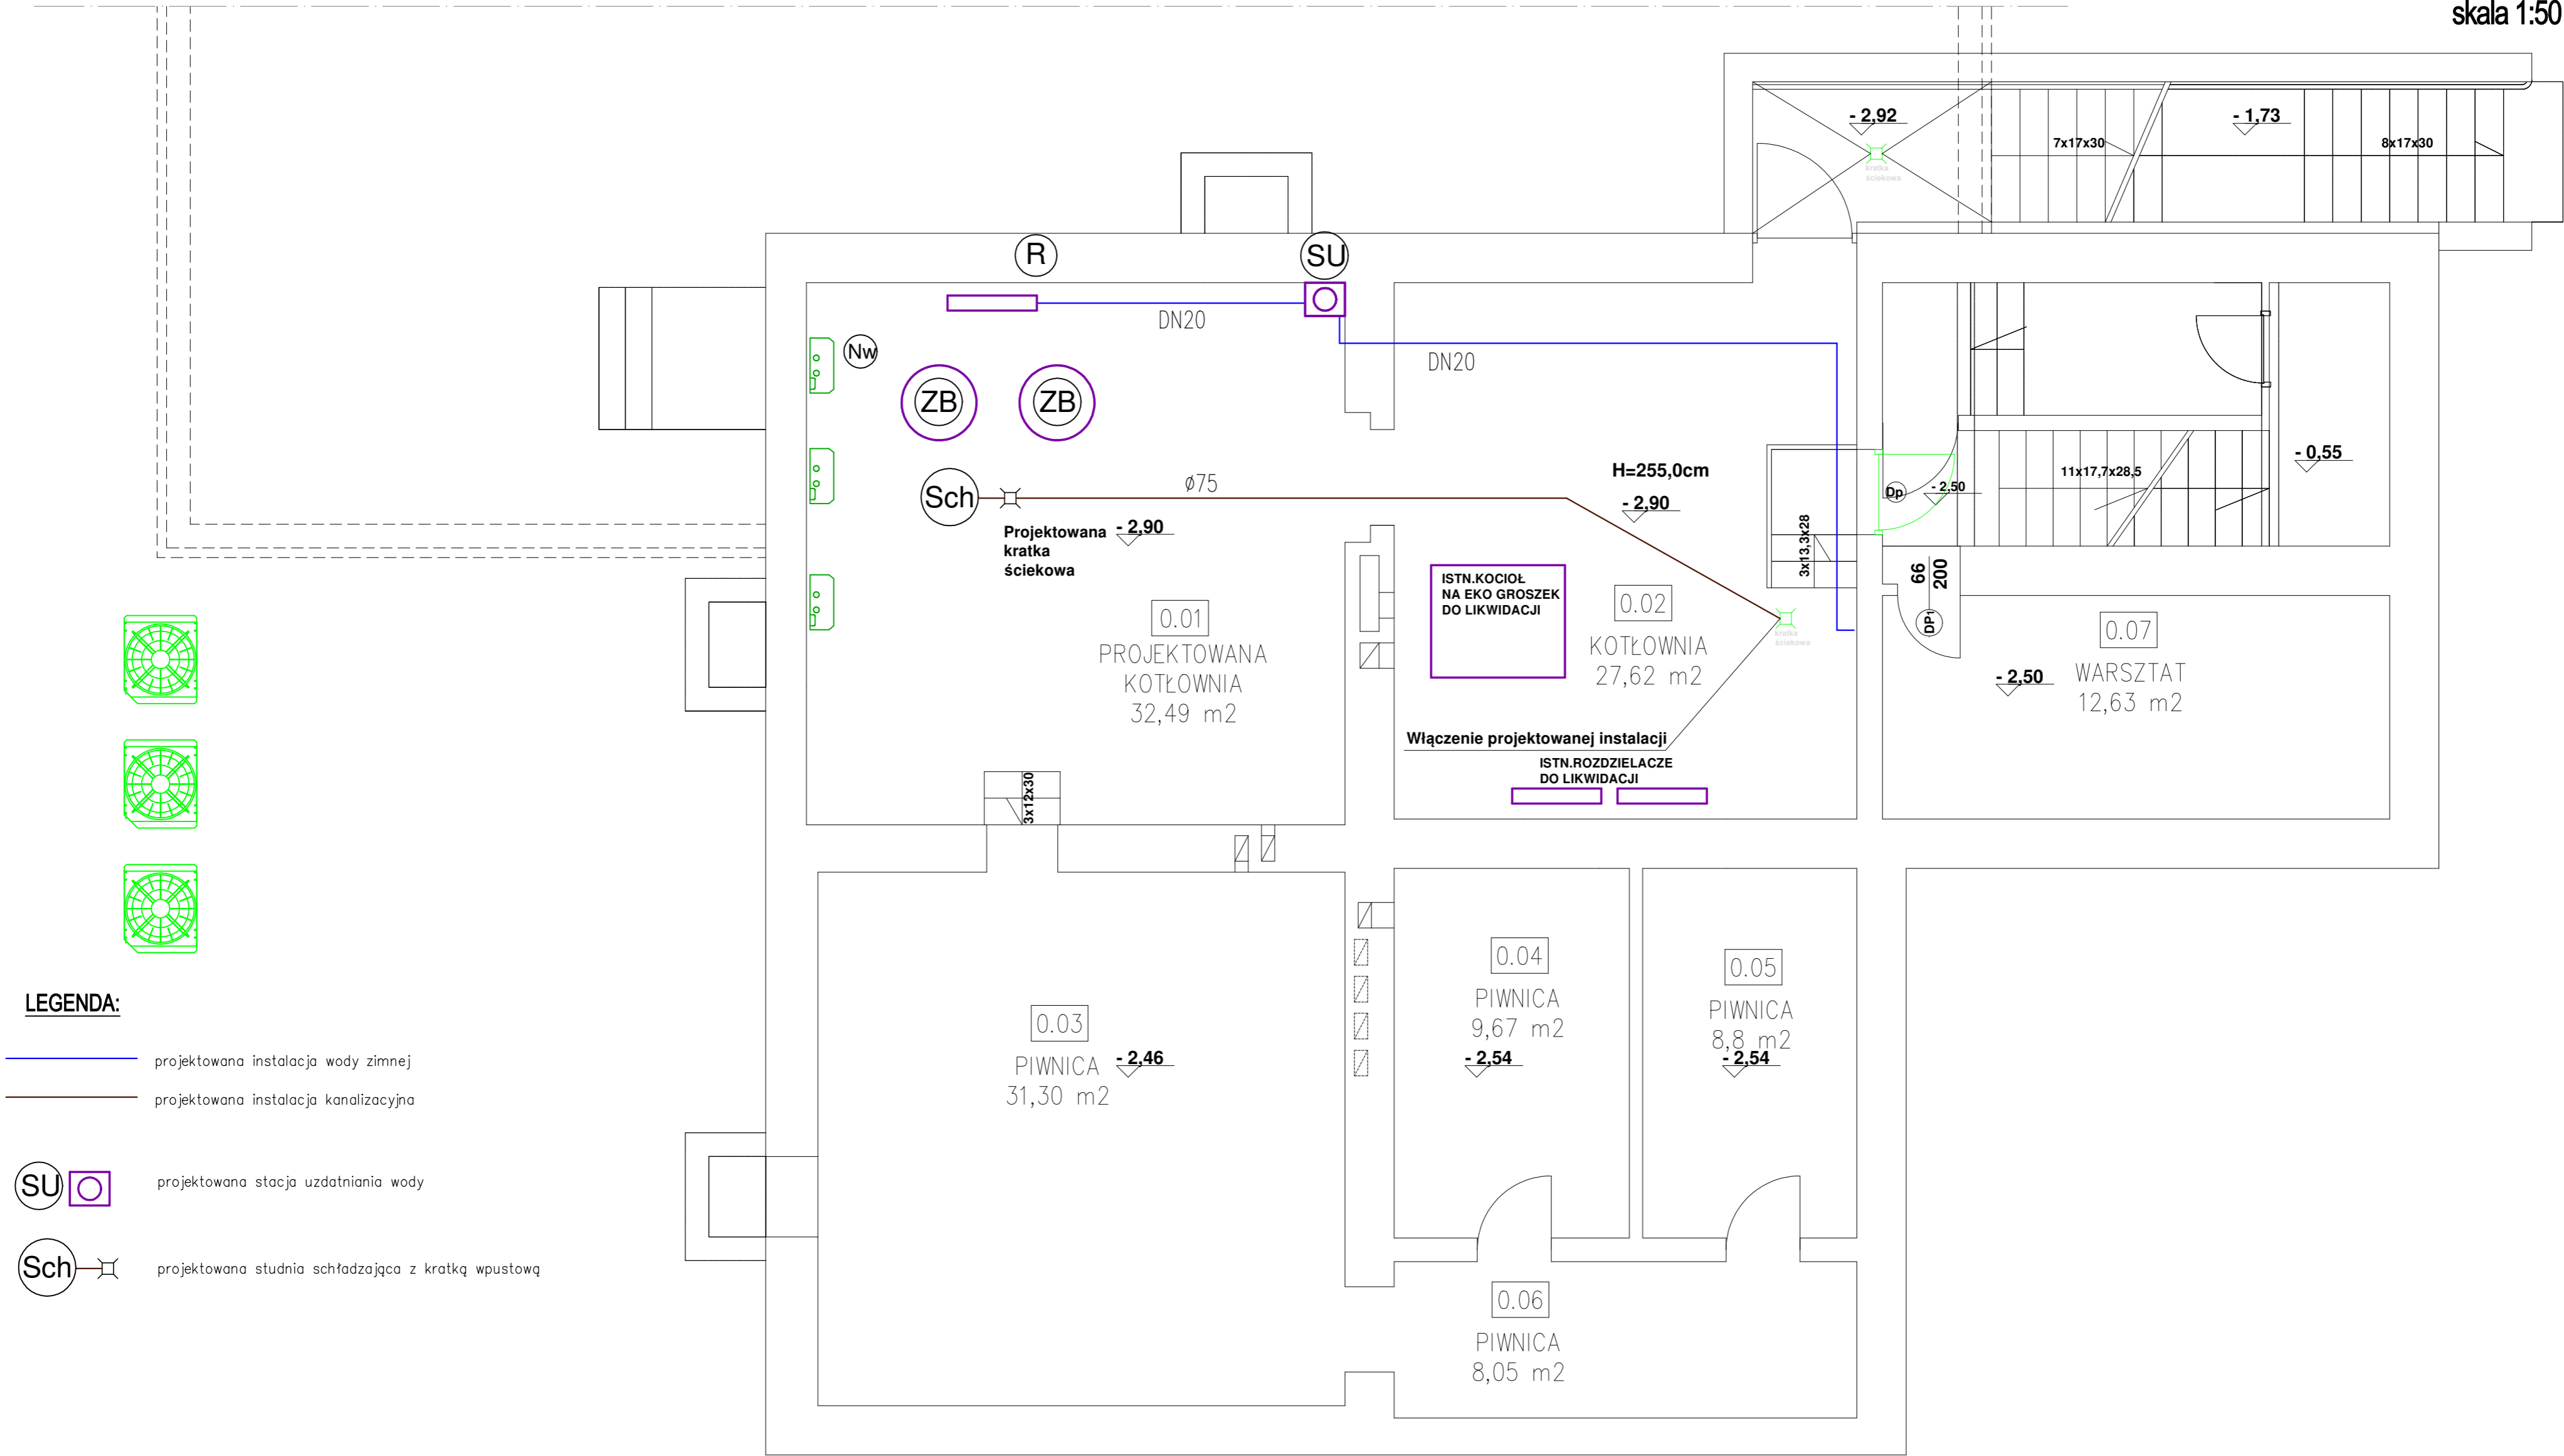 skala 1:50
- 2,92
- 1,73
7x17x30
8x17x30
kratka
ściekowa
R
SU
DN20
Nw
DN20
ZB
ZB
- 0,55
H=255,0cm
11x17,7x28,5
Sch
ø75
Dp
- 2,50
- 2,90
Projektowana
kratka
ściekowa
- 2,90
3x13,3x28
66
200
DP1
ISTN.KOCIOŁ
NA EKO GROSZEK
DO LIKWIDACJI
0.01
PROJEKTOWANA
KOTŁOWNIA
32,49 m2
0.02
KOTŁOWNIA
27,62 m2
kratka
ściekowa
0.07
WARSZTAT
12,63 m2
- 2,50
Włączenie projektowanej instalacji
ISTN.ROZDZIELACZE
DO LIKWIDACJI
3x12x30
0.04
PIWNICA
9,67 m2
- 2,54
0.05
PIWNICA
8,8 m2
- 2,54
0.03
PIWNICA
31,30 m2
- 2,46
0.06
PIWNICA
8,05 m2
LEGENDA:
projektowana instalacja wody zimnej
projektowana instalacja kanalizacyjna
SU
projektowana stacja uzdatniania wody
Sch
projektowana studnia schładzająca z kratką wpustową